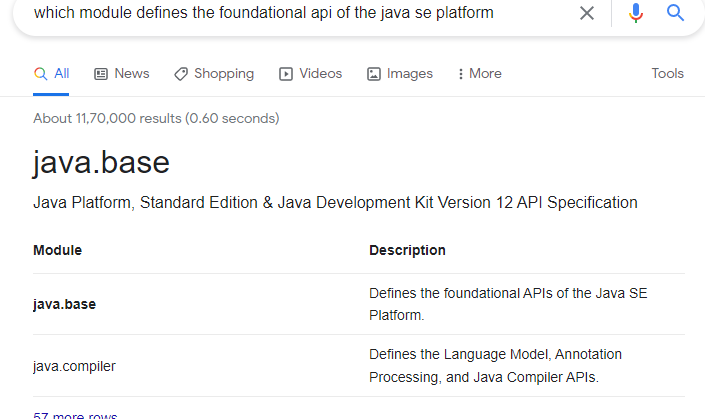 which module defines the foundational api of the java se platform
All News Shopping Videos Images More Tools
About 11,70,000 results (0.60 seconds)
java.base
Java Platform, Standard Edition & Java Development Kit Version 12 API Specification
Module Description
java.base Defines the foundational APIs of the Java SE
Platform.
java.compiler Defines the Language Model, Annotation
Processing, and Java Compiler APIs.
57 more rows